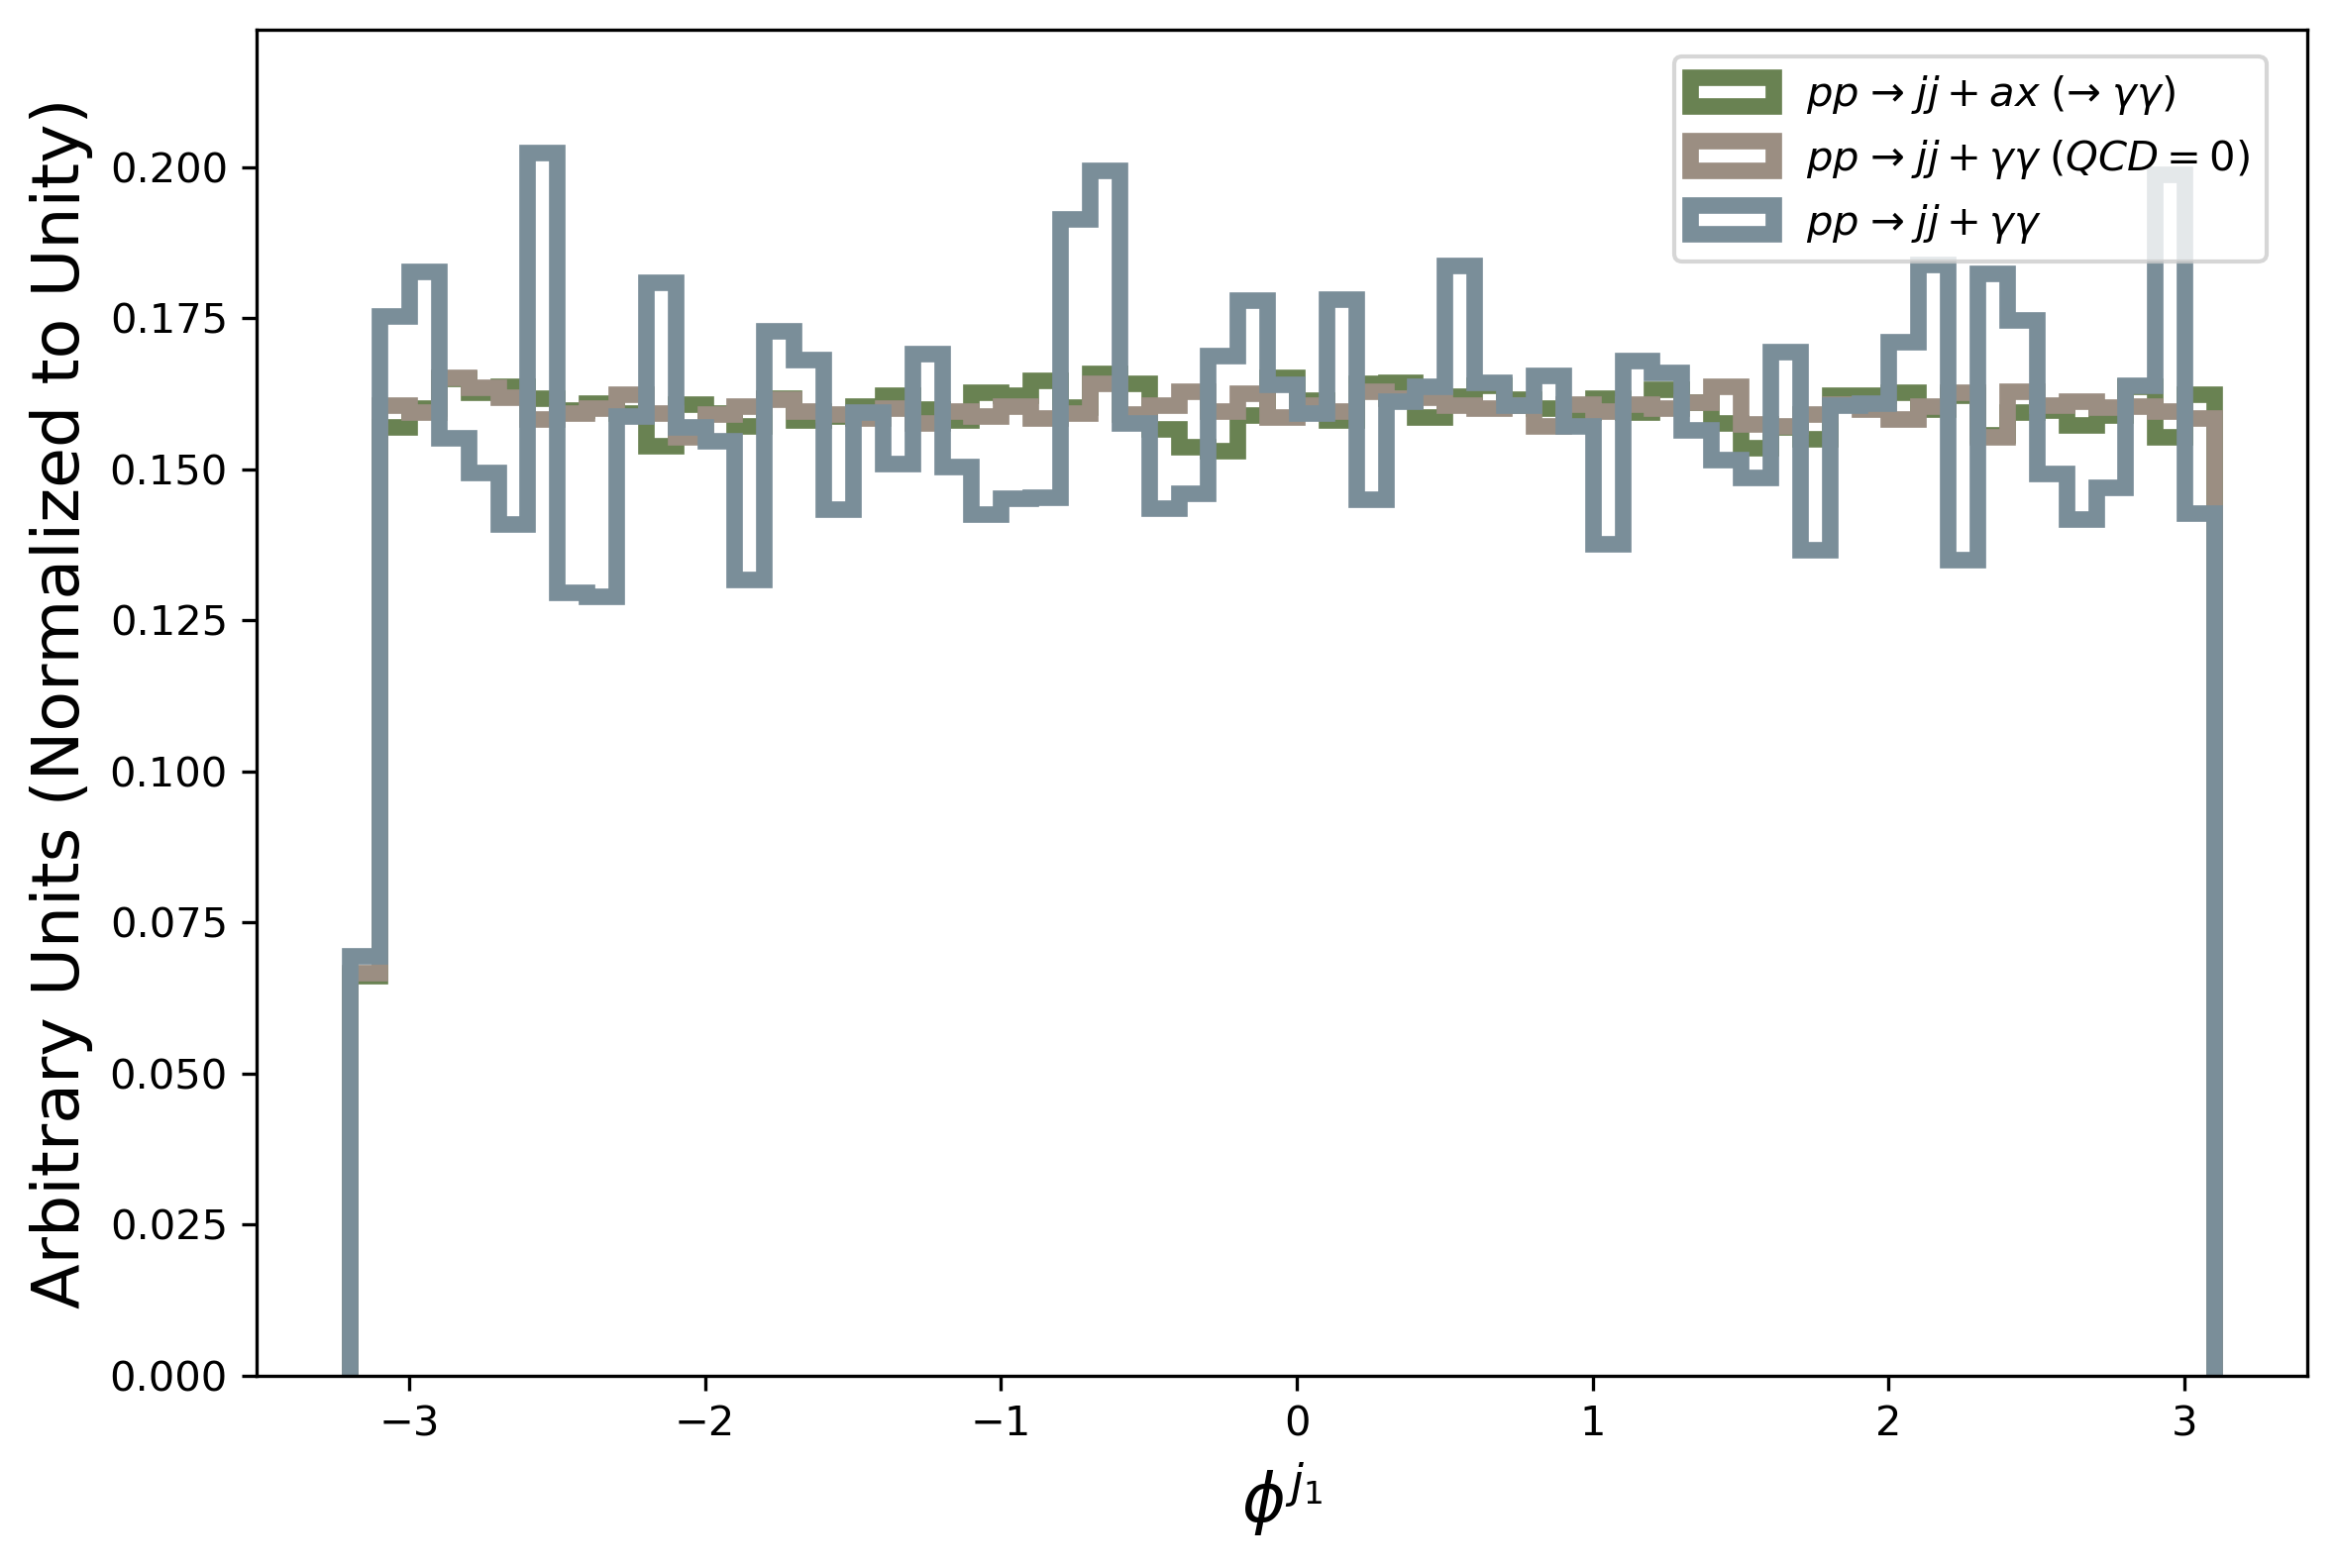 Arbitrary Units (Normalized to Unity)
0.200
0.175
0.150
0.125
0.100
0.075
0.050
0.025
0.000
pp → jj + ax (→ γγ)
pp → jj + γγ (QCD = 0)
pp → jj + γγ
−3 −2 −1 0 1 2 3
ϕ^{j_1}